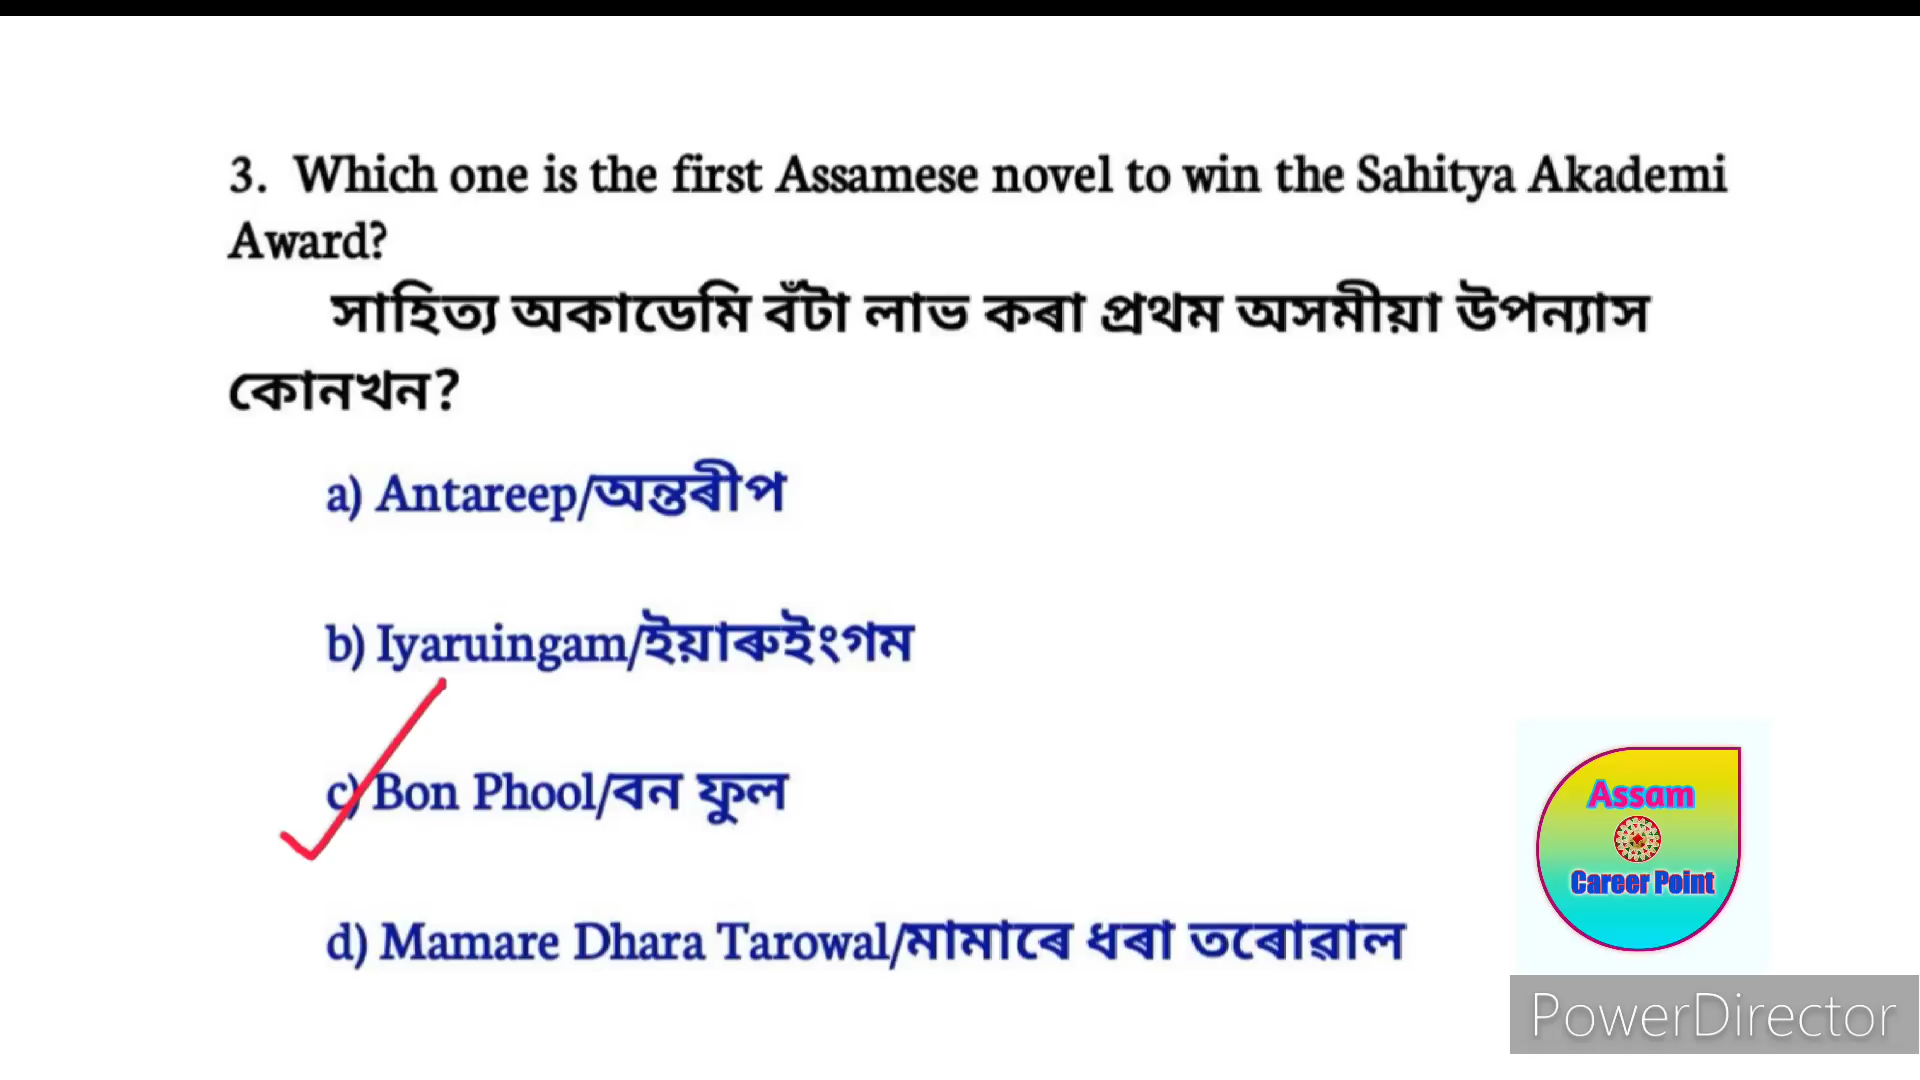 3. Which one is the first Assamese novel to win the Sahitya Akademi
Award?
সাহিত্য অকাডেমি বঁটা লাভ কৰা প্ৰথম অসমীয়া উপন্যাস
কোনখন?
a) Antareep/অন্তৰীপ
b) Iyaruingam/ইয়াৰুইংগম
c) Bon Phool/বন ফুল
d) Mamare Dhara Tarowal/মামাৰে ধৰা তৰোৱাল
Assam
Career Point
PowerDirector